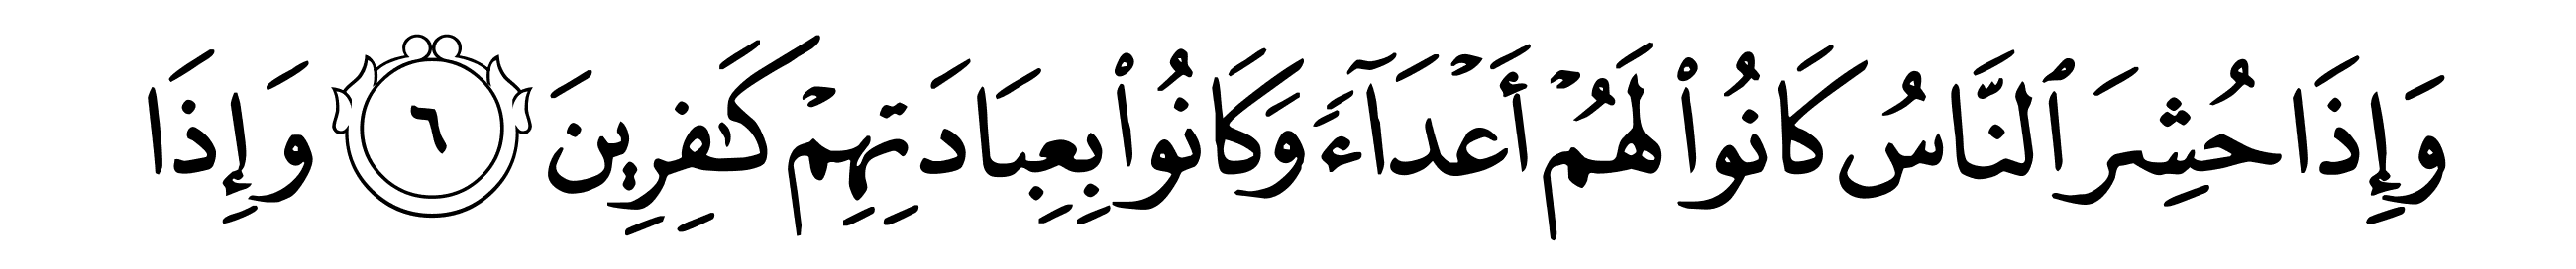 وَإِذَا حُشِرَ ٱلنَّاسُ كَانُوا۟ لَهُمْ أَعْدَآءً وَكَانُوا۟ بِعِبَادَتِهِمْ كَـٰفِرِينَ ٦ وَإِذَا